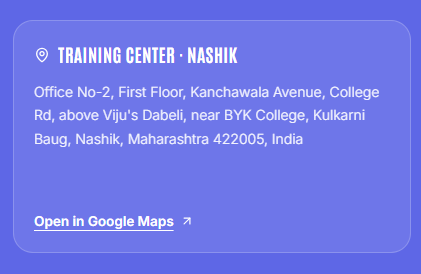 TRAINING CENTER · NASHIK
Office No-2, First Floor, Kanchawala Avenue, College
Rd, above Viju's Dabeli, near BYK College, Kulkarni
Baug, Nashik, Maharashtra 422005, India
Open in Google Maps